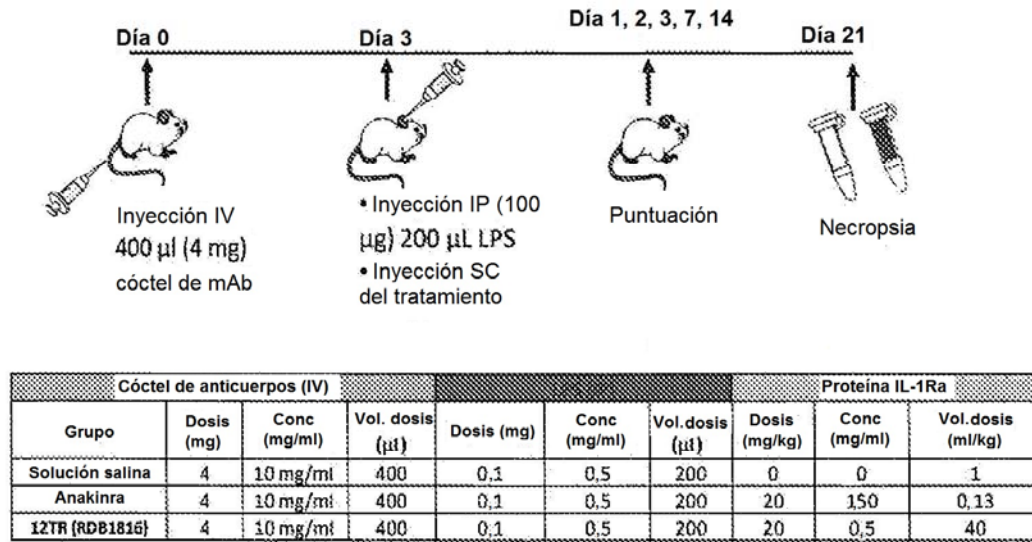 Día 0
Día 3
Día 1, 2, 3, 7, 14
Día 21
Inyección IV
400 µl (4 mg)
cóctel de mAb
• Inyección IP (100
µg) 200 µL LPS
• Inyección SC
del tratamiento
Puntuación
Necropsia
Cóctel de anticuerpos (IV) Proteína IL-1Ra
Grupo Dosis (mg) Conc (mg/ml) Vol. dosis (µl) Dosis (mg) Conc (mg/ml) Vol.dosis (µl) Dosis (mg/kg) Conc (mg/ml) Vol.dosis (ml/kg)
Solución salina 4 10 mg/ml 400 0,1 0,5 200 0 0 1
Anakinra 4 10 mg/ml 400 0,1 0,5 200 20 150 0,13
12TR (RDB1816) 4 10 mg/ml 400 0,1 0,5 200 20 0,5 40